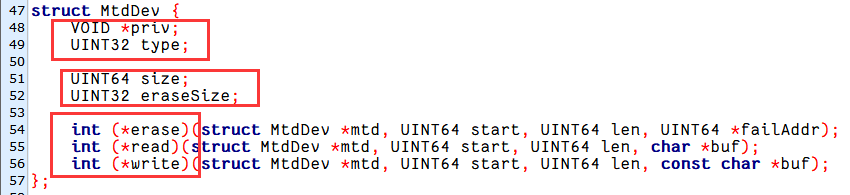 47 struct MtdDev {
48 VOID *priv;
49 UINT32 type;
50
51 UINT64 size;
52 UINT32 eraseSize;
53
54 int (*erase)(struct MtdDev *mtd, UINT64 start, UINT64 len, UINT64 *failAddr);
55 int (*read)(struct MtdDev *mtd, UINT64 start, UINT64 len, char *buf);
56 int (*write)(struct MtdDev *mtd, UINT64 start, UINT64 len, const char *buf);
57 };